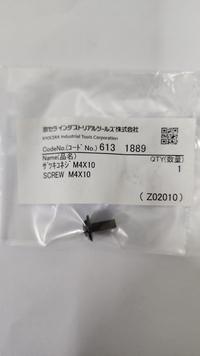 京セラインダストリアルツールズ株式会社
KYOCERA Industrial Tools Corporation
CodeNo.(ｺｰﾄﾞNo.) 613 1889
Name(品名) QTY(数量)
ｻﾞﾂｷｺﾈｼﾞ M4X10 1
SCREW M4X10
( Z02010)